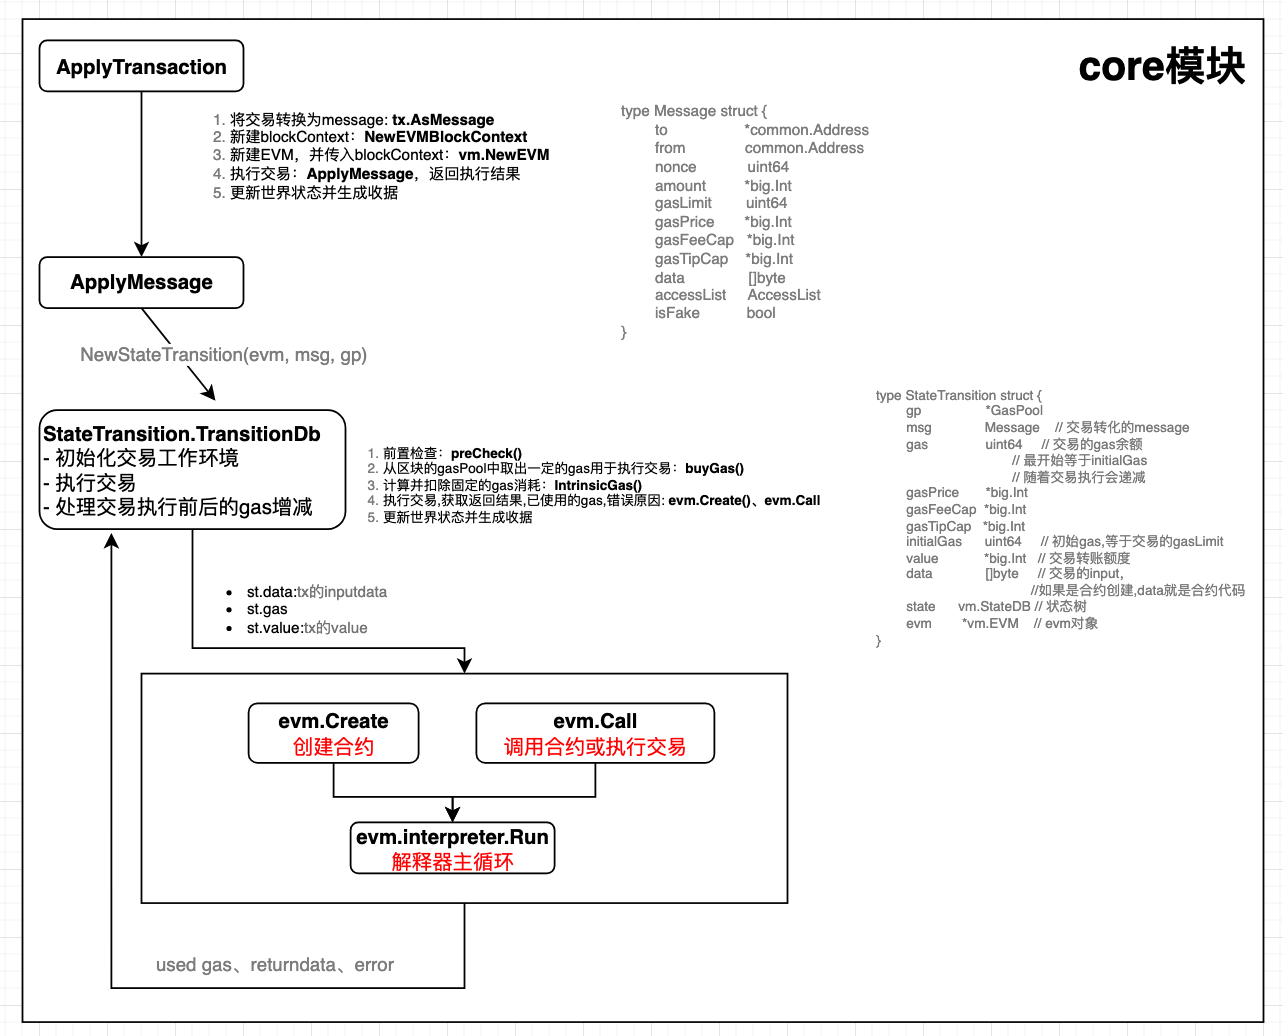 core模块
ApplyTransaction
1. 将交易转换为message: tx.AsMessage
2. 新建blockContext：NewEVMBlockContext
3. 新建EVM，并传入blockContext：vm.NewEVM
4. 执行交易：ApplyMessage，返回执行结果
5. 更新世界状态并生成收据
type Message struct {
to *common.Address
from common.Address
nonce uint64
amount *big.Int
gasLimit uint64
gasPrice *big.Int
gasFeeCap *big.Int
gasTipCap *big.Int
data []byte
accessList AccessList
isFake bool
}
ApplyMessage
NewStateTransition(evm, msg, gp)
StateTransition.TransitionDb
- 初始化交易工作环境
- 执行交易
- 处理交易执行前后的gas增减
1. 前置检查：preCheck()
2. 从区块的gasPool中取出一定的gas用于执行交易：buyGas()
3. 计算并扣除固定的gas消耗：IntrinsicGas()
4. 执行交易,获取返回结果,已使用的gas,错误原因: evm.Create()、evm.Call
5. 更新世界状态并生成收据
type StateTransition struct {
gp *GasPool
msg Message // 交易转化的message
gas uint64 // 交易的gas余额
// 最开始等于initialGas
// 随着交易执行会递减
gasPrice *big.Int
gasFeeCap *big.Int
gasTipCap *big.Int
initialGas uint64 // 初始gas,等于交易的gasLimit
value *big.Int // 交易转账额度
data []byte // 交易的input，
//如果是合约创建,data就是合约代码
state vm.StateDB // 状态树
evm *vm.EVM // evm对象
}
• st.data:tx的inputdata
• st.gas
• st.value:tx的value
evm.Create
创建合约
evm.Call
调用合约或执行交易
evm.interpreter.Run
解释器主循环
used gas、returndata、error